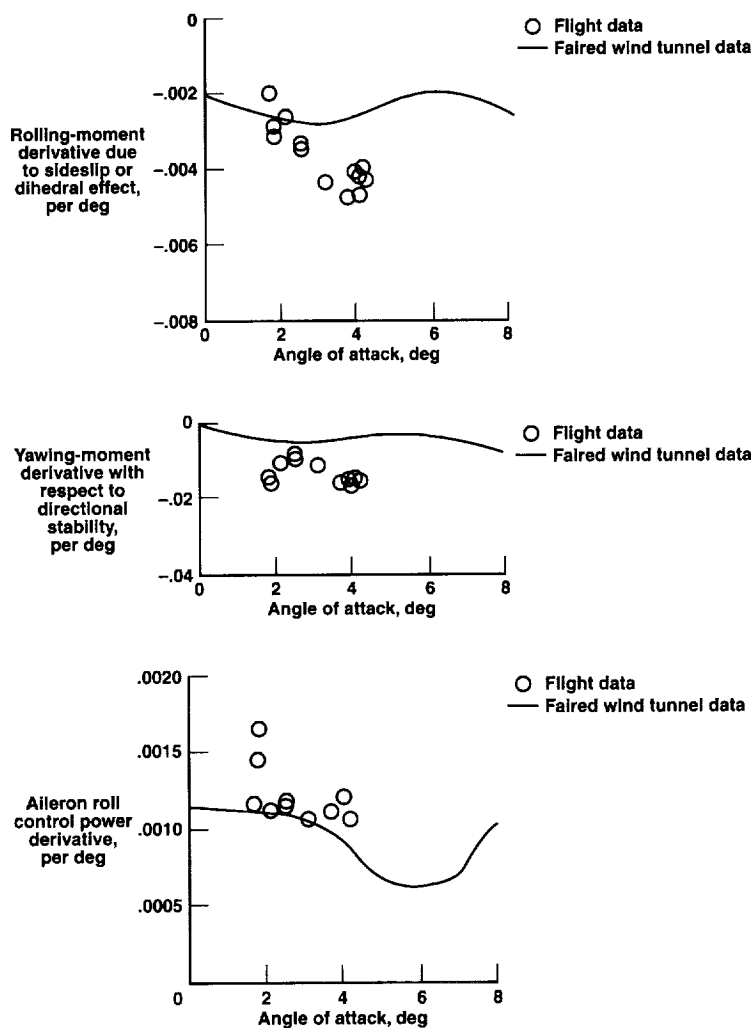 0
-.002
-.004
-.006
-.008
Rolling-moment
derivative due
to sideslip or
dihedral effect,
per deg
Flight data
Faired wind tunnel data
0 2 4 6 8
Angle of attack, deg
0
-.02
-.04
Yawing-moment
derivative with
respect to
directional
stability,
per deg
Flight data
Faired wind tunnel data
0 2 4 6 8
Angle of attack, deg
.0020
.0015
.0010
.0005
Aileron roll
control power
derivative,
per deg
Flight data
Faired wind tunnel data
0 2 4 6 8
Angle of attack, deg